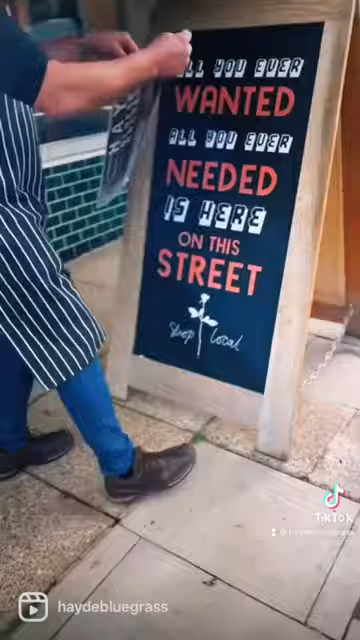 ALL YOU EVER
WANTED
ALL YOU EVER
NEEDED
IS HERE
ON THIS
STREET
Shop Local
TikTok
haydebluegrass